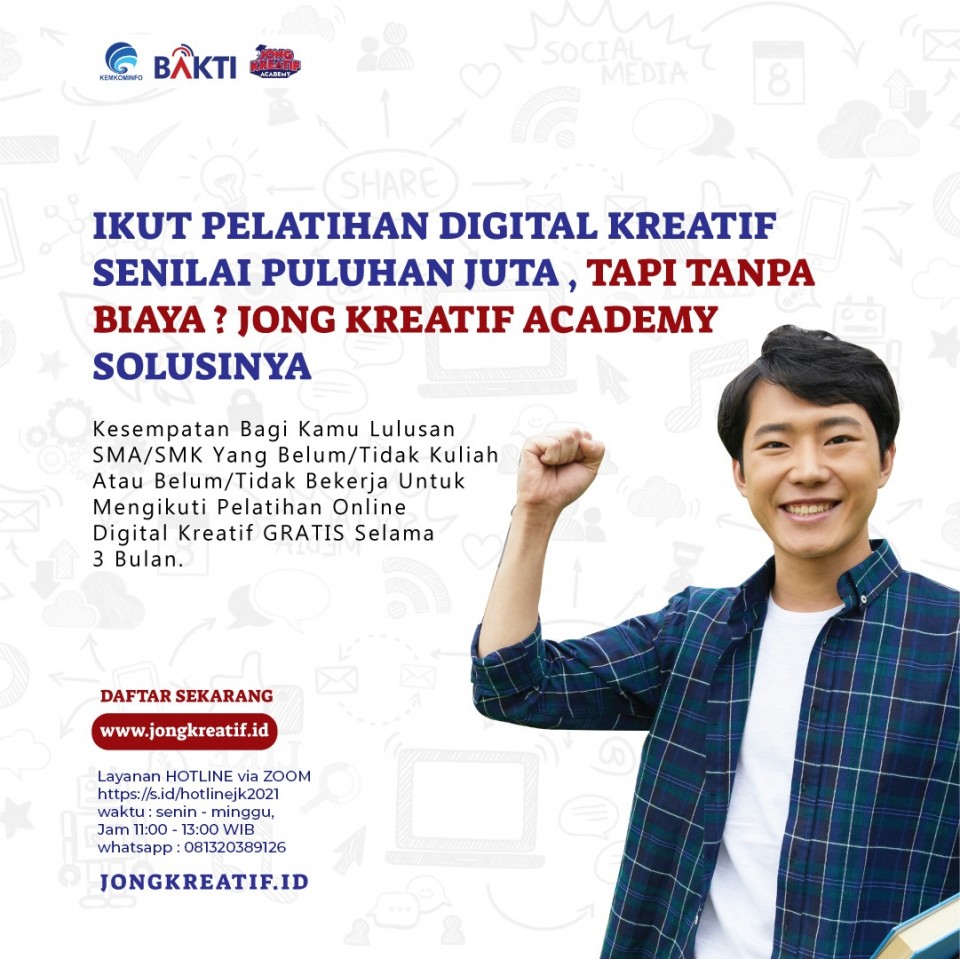 KEMKOMINFO
BAKTI
JONG
KREATIF
ACADEMY
SOCIAL
MEDIA
8
SHARE
IKUT PELATIHAN DIGITAL KREATIF
SENILAI PULUHAN JUTA , TAPI TANPA
BIAYA ? JONG KREATIF ACADEMY
SOLUSINYA
Kesempatan Bagi Kamu Lulusan
SMA/SMK Yang Belum/Tidak Kuliah
Atau Belum/Tidak Bekerja Untuk
Mengikuti Pelatihan Online
Digital Kreatif GRATIS Selama
3 Bulan.
DAFTAR SEKARANG
www.jongkreatif.id
Layanan HOTLINE via ZOOM
https://s.id/hotlinejk2021
waktu : senin - minggu,
Jam 11:00 - 13:00 WIB
whatsapp : 081320389126
JONGKREATIF.ID